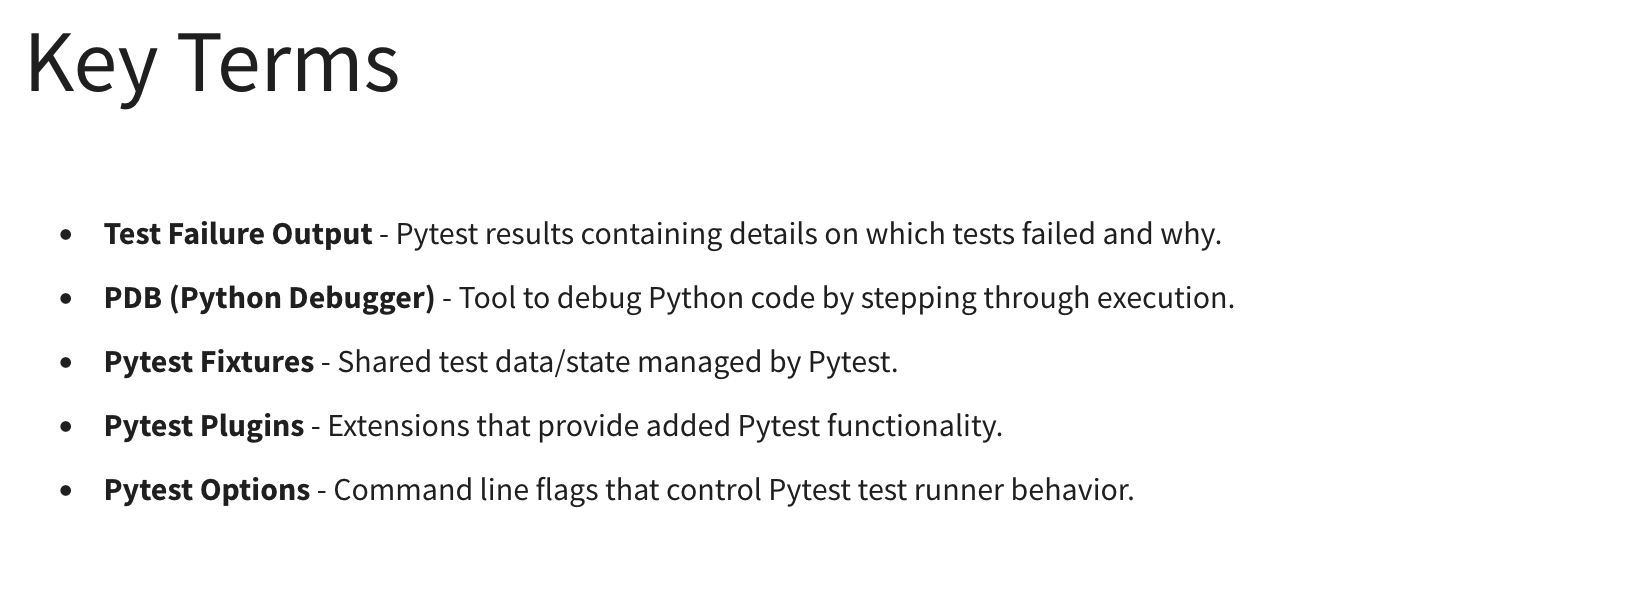 Key Terms
• Test Failure Output - Pytest results containing details on which tests failed and why.
• PDB (Python Debugger) - Tool to debug Python code by stepping through execution.
• Pytest Fixtures - Shared test data/state managed by Pytest.
• Pytest Plugins - Extensions that provide added Pytest functionality.
• Pytest Options - Command line flags that control Pytest test runner behavior.